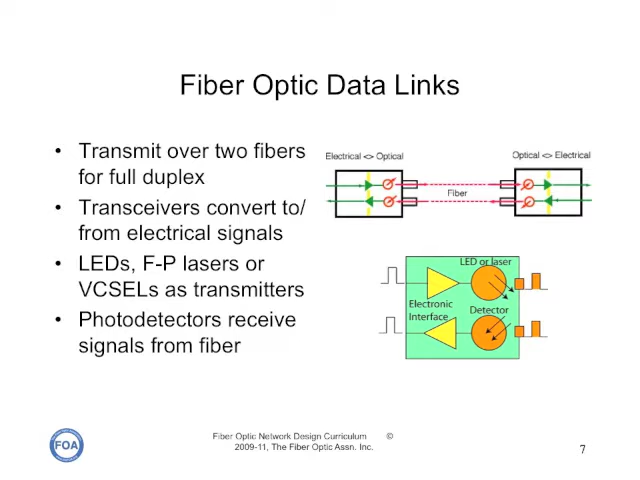 Fiber Optic Data Links
• Transmit over two fibers
for full duplex
• Transceivers convert to/
from electrical signals
• LEDs, F-P lasers or
VCSELs as transmitters
• Photodetectors receive
signals from fiber
Electrical <> Optical
Optical <> Electrical
Fiber
LED or laser
Electronic
Interface
Detector
FOA
Fiber Optic Network Design Curriculum ©
2009-11, The Fiber Optic Assn. Inc.
7